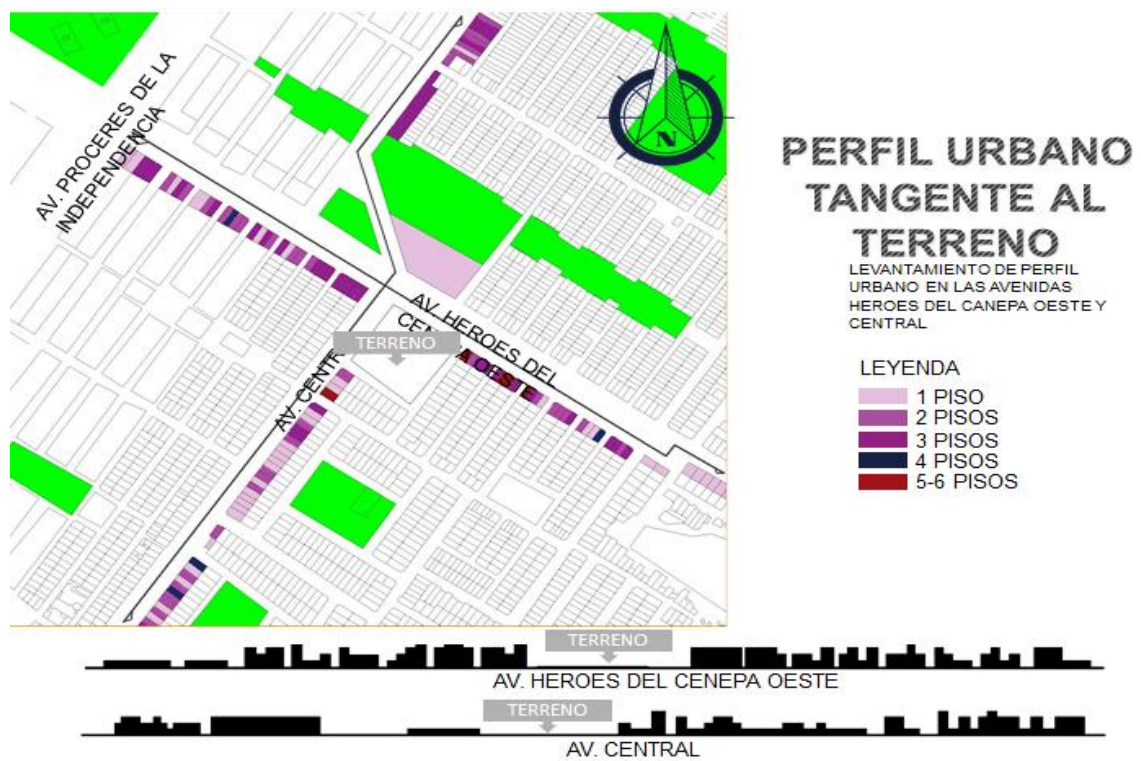 AV. PROCERES DE LA
INDEPENDENCIA
N
AV. HEROES DEL
CENEPA OESTE
TERRENO
AV. CENTR
PERFIL URBANO
TANGENTE AL
TERRENO
LEVANTAMIENTO DE PERFIL
URBANO EN LAS AVENIDAS
HEROES DEL CANEPA OESTE Y
CENTRAL
LEYENDA
1 PISO
2 PISOS
3 PISOS
4 PISOS
5-6 PISOS
TERRENO
AV. HEROES DEL CENEPA OESTE
TERRENO
AV. CENTRAL